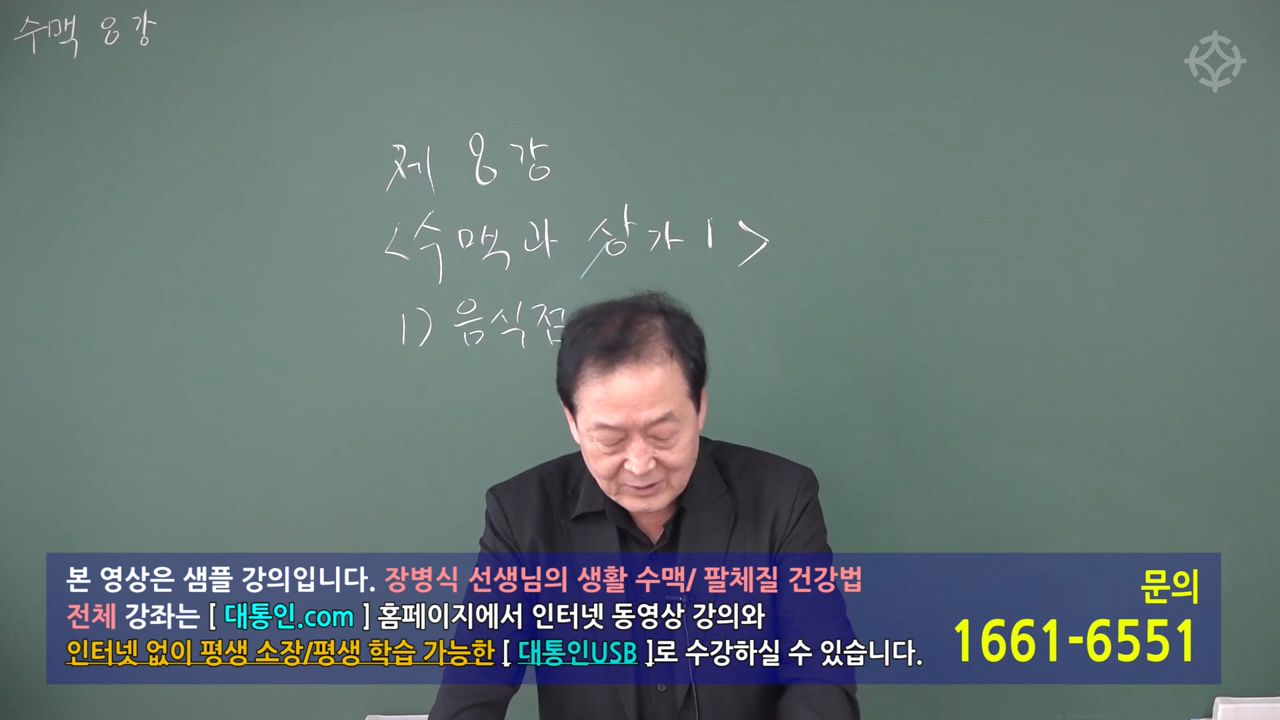 수맥 8강
제 8강
<수맥과 상가1>
1) 음식점
본 영상은 샘플 강의입니다. 장병식 선생님의 생활 수맥/ 팔체질 건강법
전체 강좌는 [ 대통인.com ] 홈페이지에서 인터넷 동영상 강의와
인터넷 없이 평생 소장/평생 학습 가능한 [ 대통인USB ]로 수강하실 수 있습니다.
문의
1661-6551